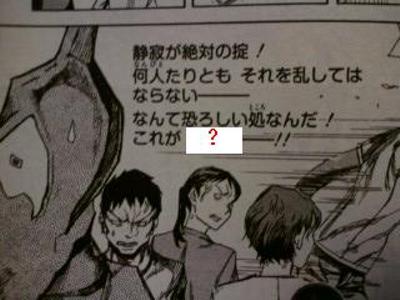 静寂が絶対の掟！
何人たりとも それを乱しては
ならない――
なんて恐ろしい処なんだ！
これが ? ――!!